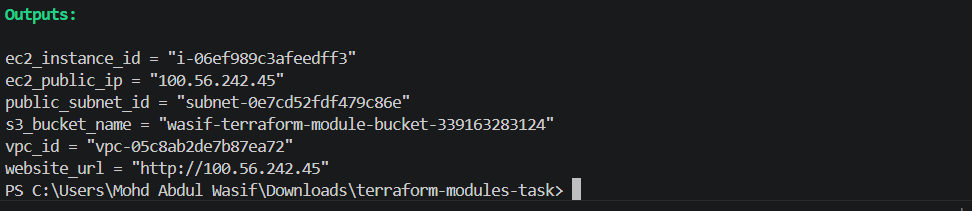 Outputs:
ec2_instance_id = "i-06ef989c3afeedff3"
ec2_public_ip = "100.56.242.45"
public_subnet_id = "subnet-0e7cd52fdf479c86e"
s3_bucket_name = "wasif-terraform-module-bucket-339163283124"
vpc_id = "vpc-05c8ab2de7b87ea72"
website_url = "http://100.56.242.45"
PS C:\Users\Mohd Abdul Wasif\Downloads\terraform-modules-task>